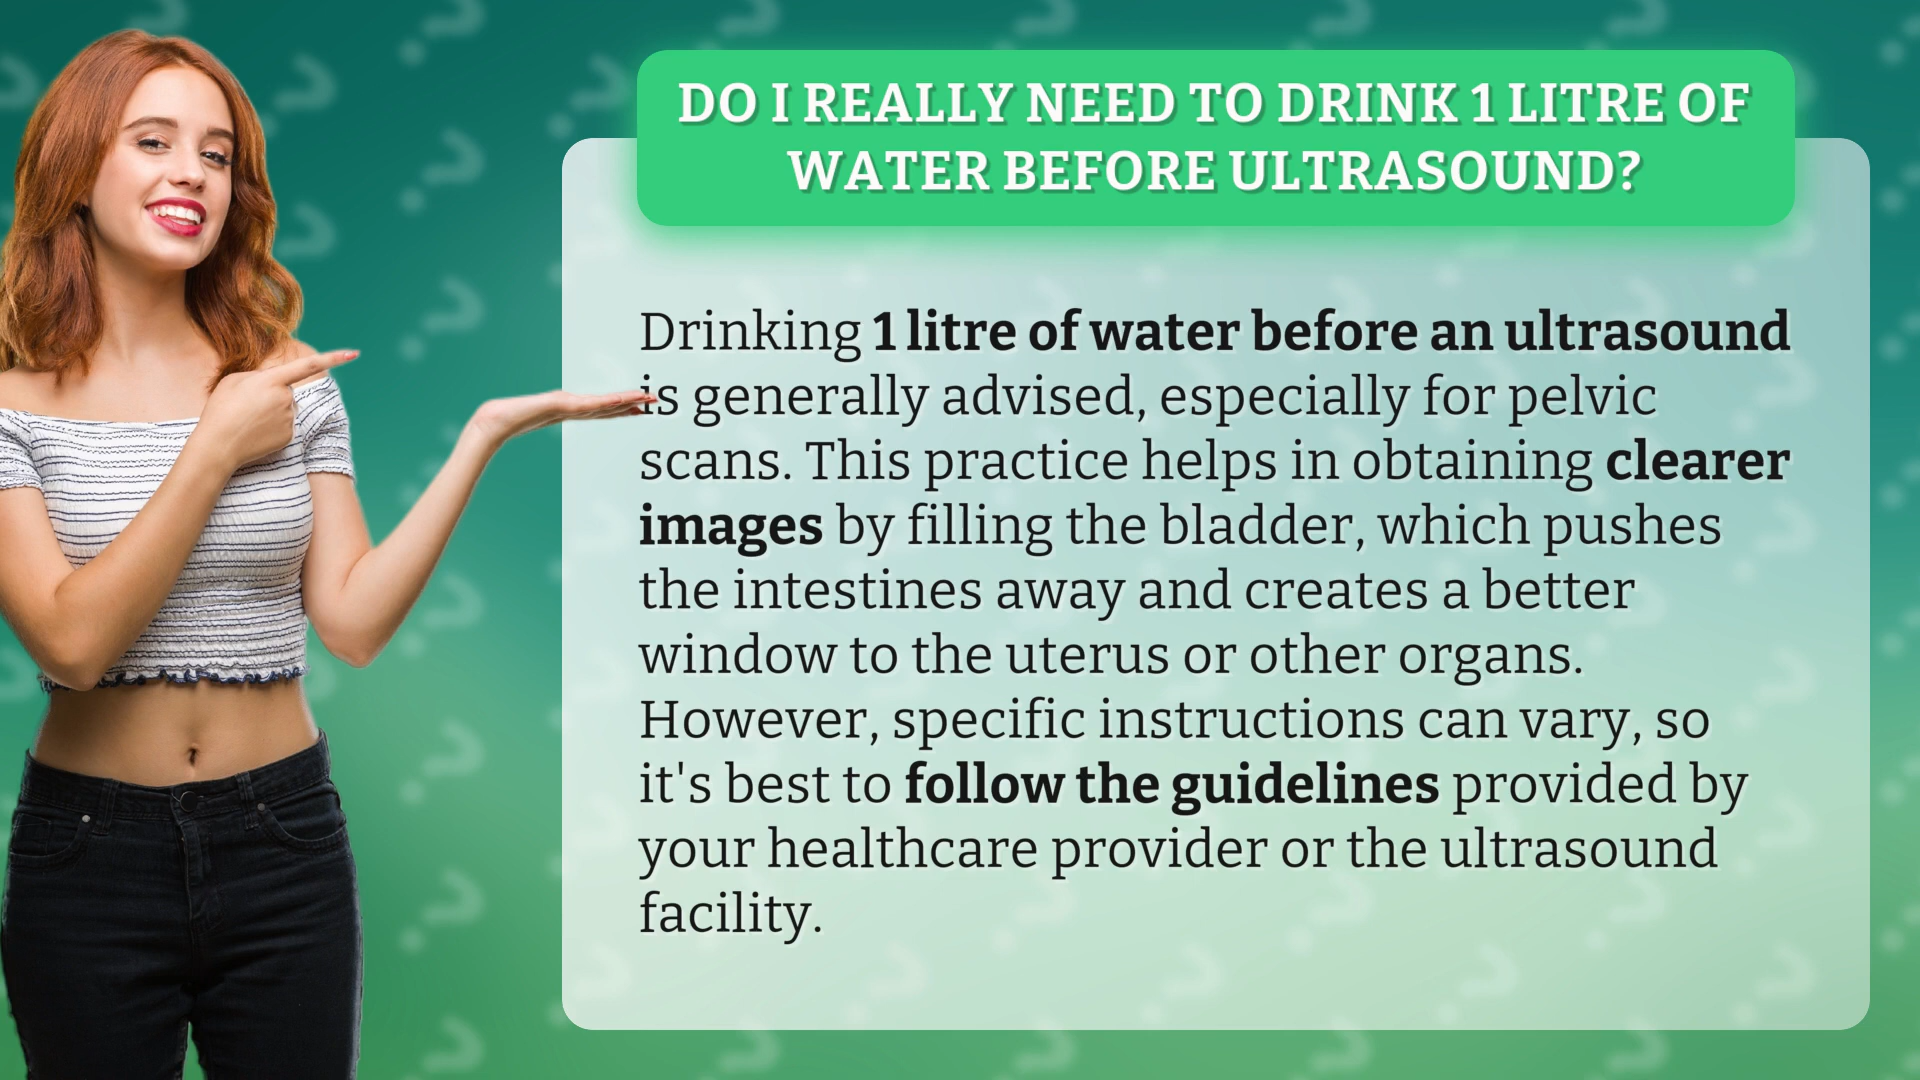 DO I REALLY NEED TO DRINK 1 LITRE OF
WATER BEFORE ULTRASOUND?
Drinking 1 litre of water before an ultrasound
is generally advised, especially for pelvic
scans. This practice helps in obtaining clearer
images by filling the bladder, which pushes
the intestines away and creates a better
window to the uterus or other organs.
However, specific instructions can vary, so
it's best to follow the guidelines provided by
your healthcare provider or the ultrasound
facility.